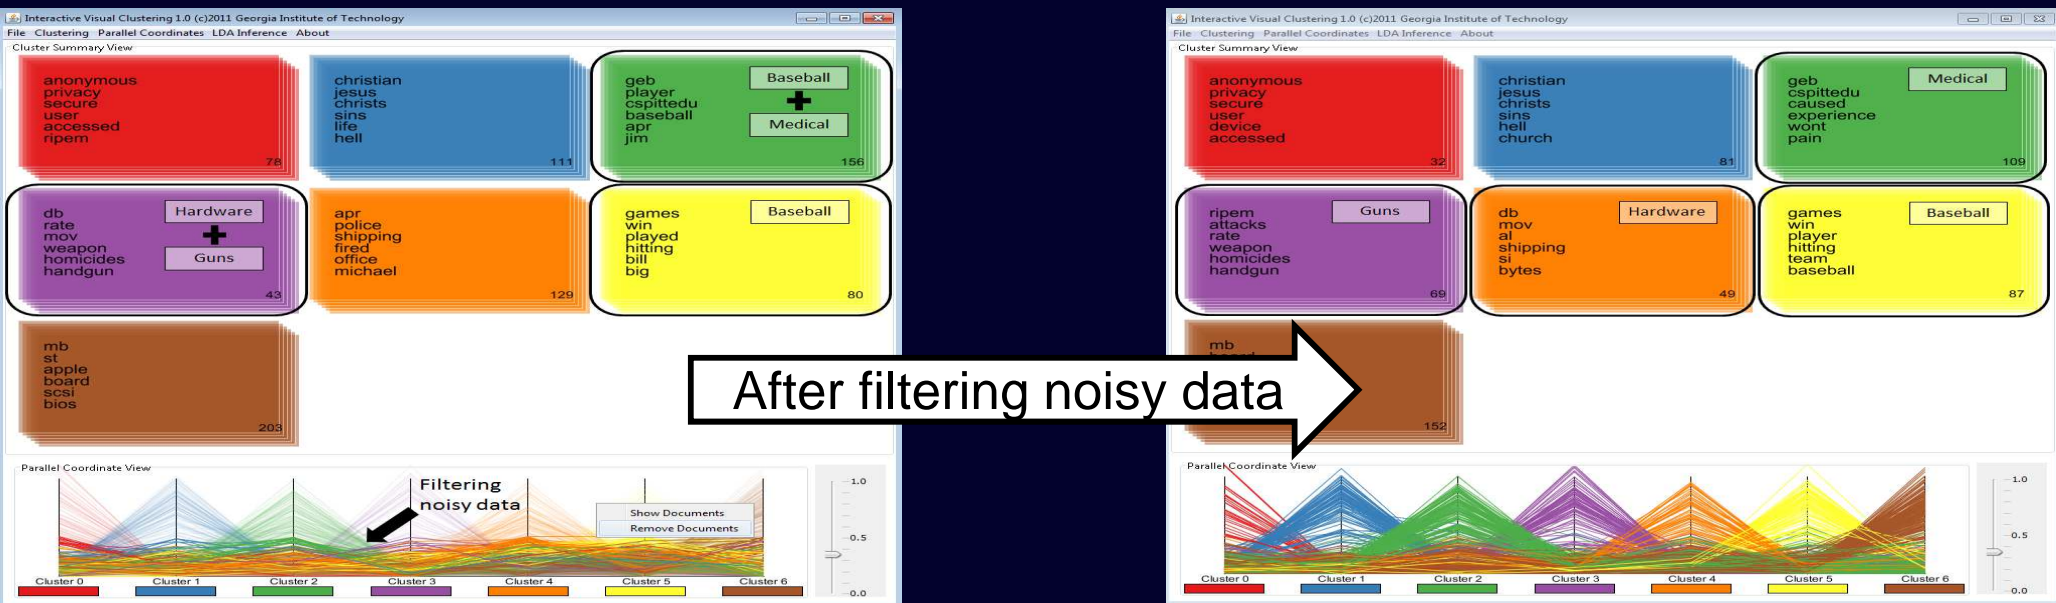 Interactive Visual Clustering 1.0 (c)2011 Georgia Institute of Technology
File Clustering Parallel Coordinates LDA Inference About
Cluster Summary View
anonymous
privacy
secure
user
accessed
ripem
78
christian
jesus
christs
sins
life
hell
111
geb
player
cspittedu
baseball
apr
jim
Baseball
+
Medical
156
db
rate
mov
weapon
homicides
handgun
Hardware
+
Guns
43
apr
police
shipping
fired
office
michael
129
games
win
played
hitting
bill
big
Baseball
80
mb
st
apple
board
scsi
bios
203
Parallel Coordinate View
Filtering
noisy data
Show Documents
Remove Documents
1.0
0.5
0.0
Cluster 0 Cluster 1 Cluster 2 Cluster 3 Cluster 4 Cluster 5 Cluster 6
After filtering noisy data
Interactive Visual Clustering 1.0 (c)2011 Georgia Institute of Technology
File Clustering Parallel Coordinates LDA Inference About
Cluster Summary View
anonymous
privacy
secure
user
device
accessed
32
christian
jesus
christs
sins
hell
church
81
geb
cspittedu
caused
experience
wont
pain
Medical
109
ripem
attacks
rate
weapon
homicides
handgun
Guns
69
db
mov
al
shipping
si
bytes
Hardware
49
games
win
player
hitting
team
baseball
Baseball
87
mb
152
Parallel Coordinate View
1.0
0.5
0.0
Cluster 0 Cluster 1 Cluster 2 Cluster 3 Cluster 4 Cluster 5 Cluster 6